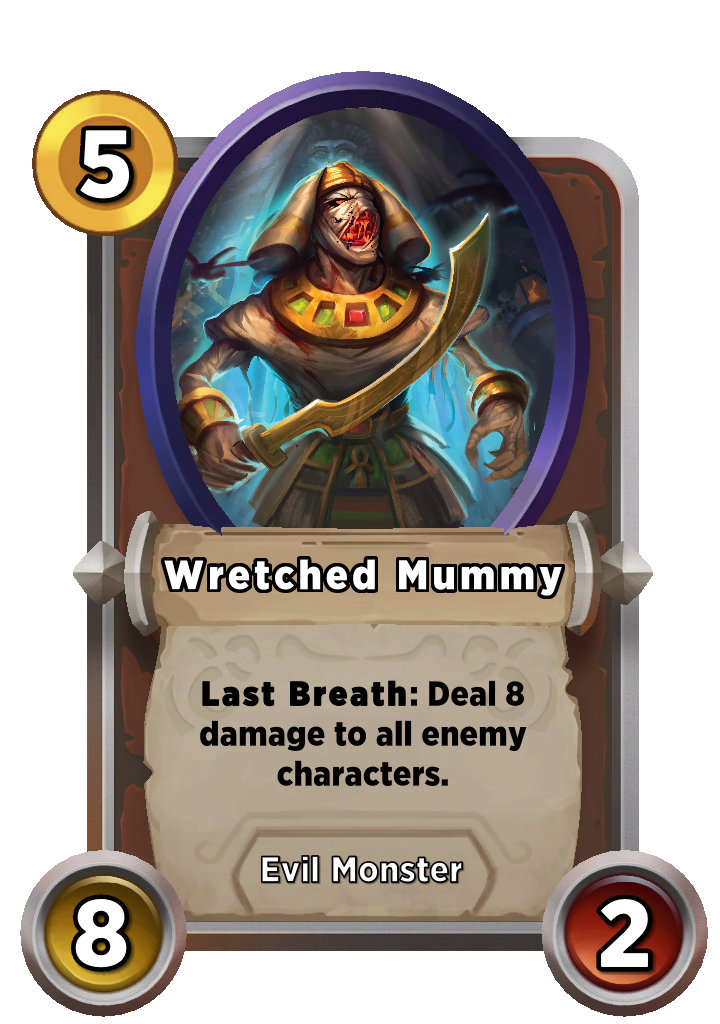 5
Wretched Mummy
Last Breath: Deal 8
damage to all enemy
characters.
Evil Monster
8
2